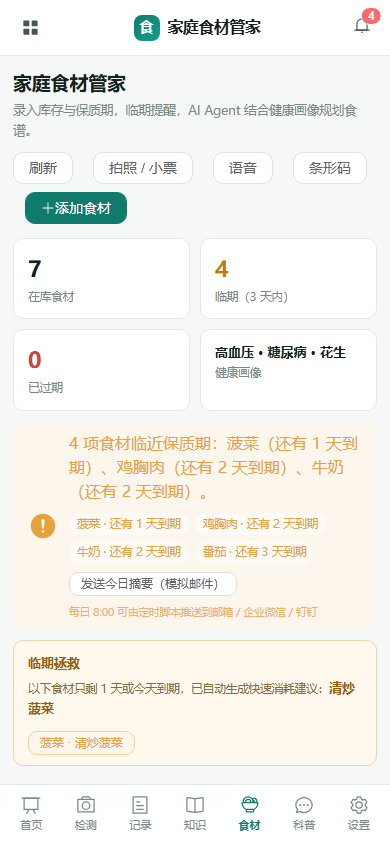 食 家庭食材管家
4
家庭食材管家
录入库存与保质期，临期提醒，AI Agent 结合健康画像规划食
谱。
刷新 拍照 / 小票 语音 条形码
＋添加食材
7
在库食材
4
临期（3 天内）
0
已过期
高血压 • 糖尿病 • 花生
健康画像
4 项食材临近保质期：菠菜（还有 1 天到
期）、鸡胸肉（还有 2 天到期）、牛奶
（还有 2 天到期）。
菠菜 · 还有 1 天到期 鸡胸肉 · 还有 2 天到期
牛奶 · 还有 2 天到期 番茄 · 还有 3 天到期
发送今日摘要（模拟邮件）
每日 8:00 可由定时脚本推送到邮箱 / 企业微信 / 钉钉
临期拯救
以下食材只剩 1 天或今天到期，已自动生成快速消耗建议：清炒
菠菜
菠菜 · 清炒菠菜
首页 检测 记录 知识 食材 科普 设置